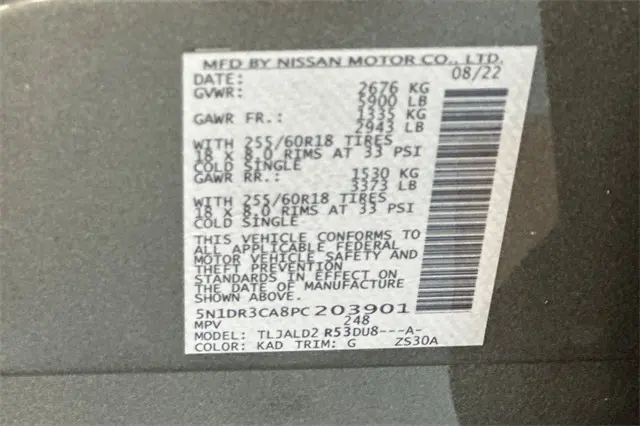 MFD BY NISSAN MOTOR CO., LTD.
DATE: 08/22
GVWR: 2676 KG
5900 LB
GAWR FR.: 1335 KG
2943 LB
WITH 255/60R18 TIRES
18 X 8.0 RIMS AT 33 PSI
COLD SINGLE
GAWR RR.: 1530 KG
3373 LB
WITH 255/60R18 TIRES
18 X 8.0 RIMS AT 33 PSI
COLD SINGLE
THIS VEHICLE CONFORMS TO
ALL APPLICABLE FEDERAL
MOTOR VEHICLE SAFETY AND
THEFT PREVENTION
STANDARDS IN EFFECT ON
THE DATE OF MANUFACTURE
SHOWN ABOVE.
5N1DR3CA8PC203901
MPV 248
MODEL: TLJALD2 R53DU8---A-
COLOR: KAD TRIM: G ZS30A